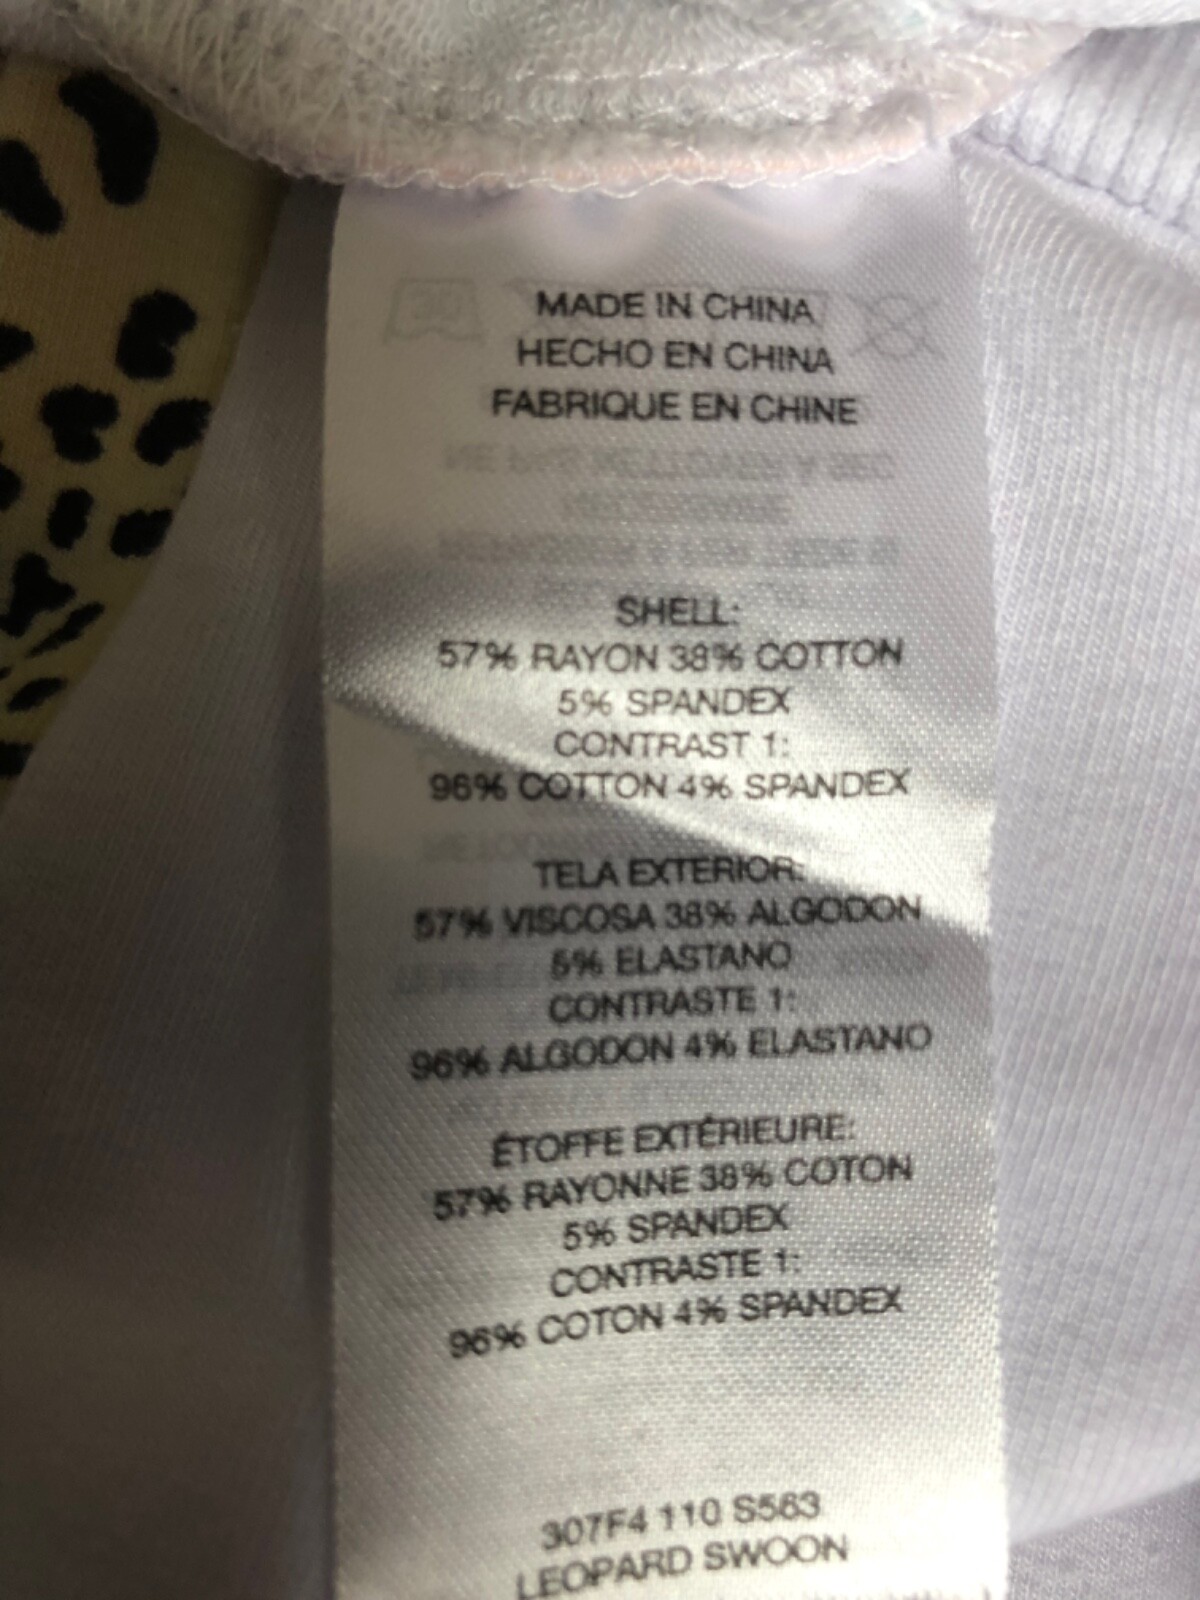 MADE IN CHINA
HECHO EN CHINA
FABRIQUE EN CHINE
SHELL:
57% RAYON 38% COTTON
5% SPANDEX
CONTRAST 1:
96% COTTON 4% SPANDEX
TELA EXTERIOR:
57% VISCOSA 38% ALGODON
5% ELASTANO
CONTRASTE 1:
96% ALGODON 4% ELASTANO
ÉTOFFE EXTÉRIEURE:
57% RAYONNE 38% COTON
5% SPANDEX
CONTRASTE 1:
96% COTON 4% SPANDEX
307F4 110 S563
LEOPARD SWOON